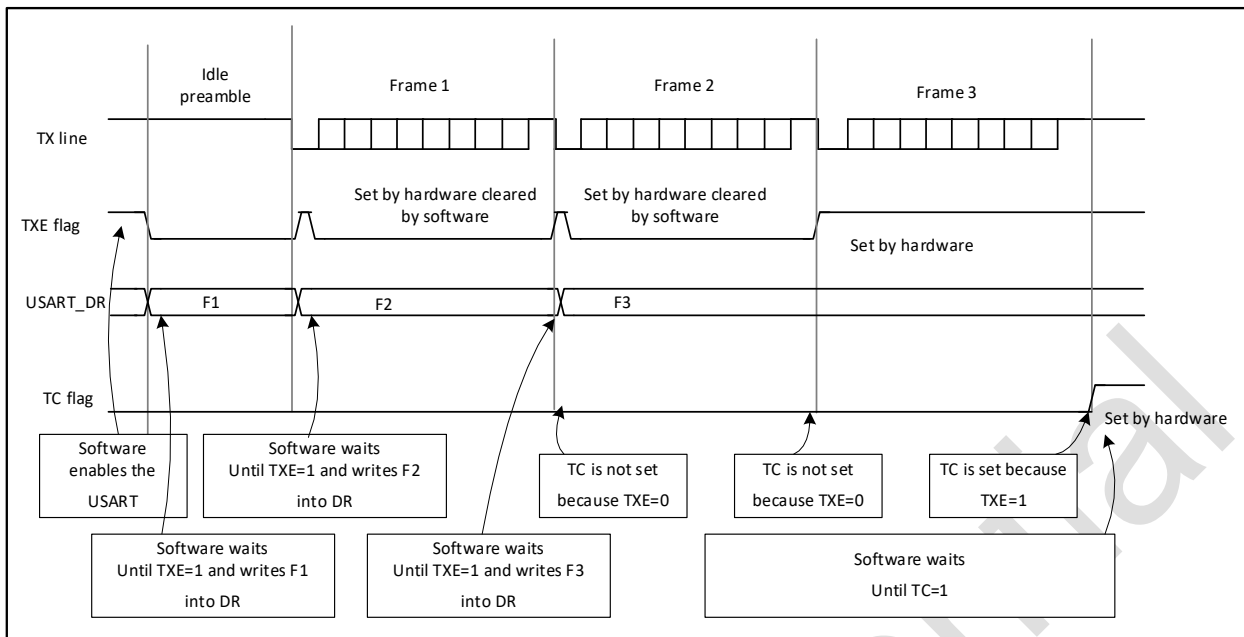 Idle
preamble
Frame 1
Frame 2
Frame 3
TX line
Set by hardware cleared
by software
Set by hardware cleared
by software
TXE flag
Set by hardware
USART_DR
F1
F2
F3
TC flag
Set by hardware
Software
enables the
USART
Software waits
Until TXE=1 and writes F2
into DR
TC is not set
because TXE=0
TC is not set
because TXE=0
TC is set because
TXE=1
Software waits
Until TXE=1 and writes F1
into DR
Software waits
Until TXE=1 and writes F3
into DR
Software waits
Until TC=1